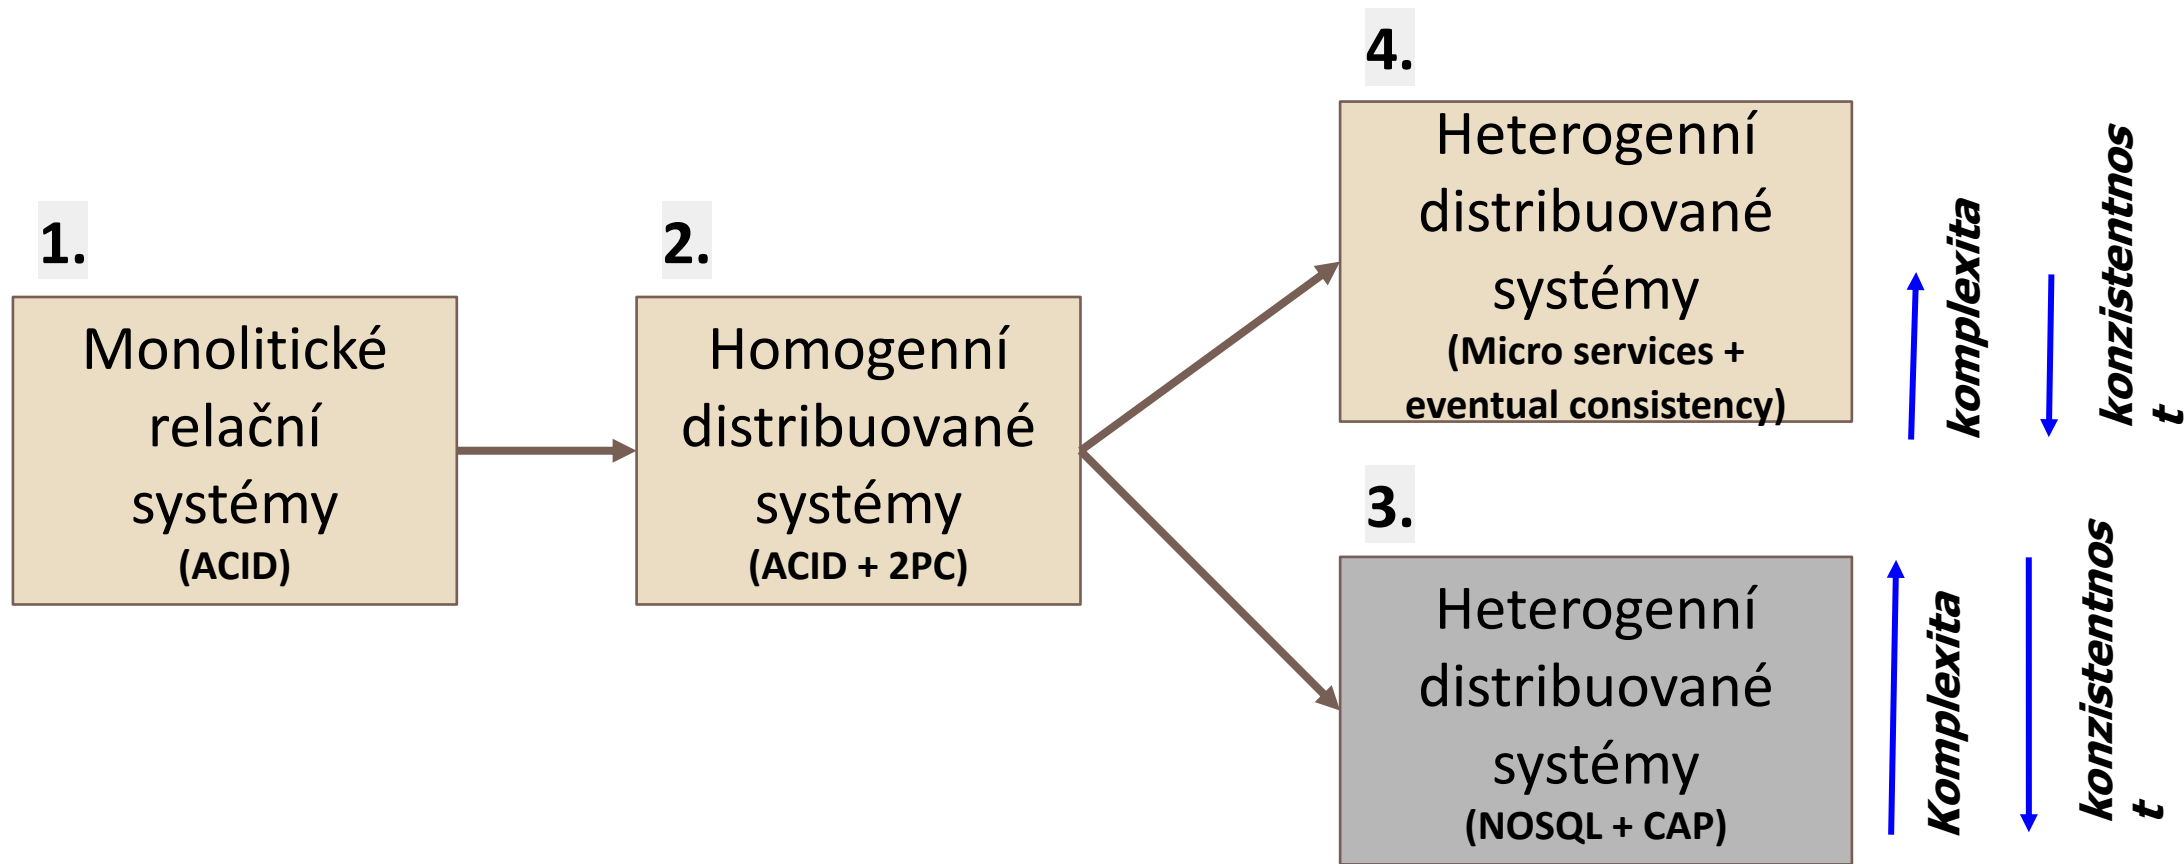 1.
Monolitické
relační
systémy
(ACID)
2.
Homogenní
distribuované
systémy
(ACID + 2PC)
4.
Heterogenní
distribuované
systémy
(Micro services +
eventual consistency)
komplexita
konzistentnos
t
3.
Heterogenní
distribuované
systémy
(NOSQL + CAP)
Komplexita
konzistentnos
t